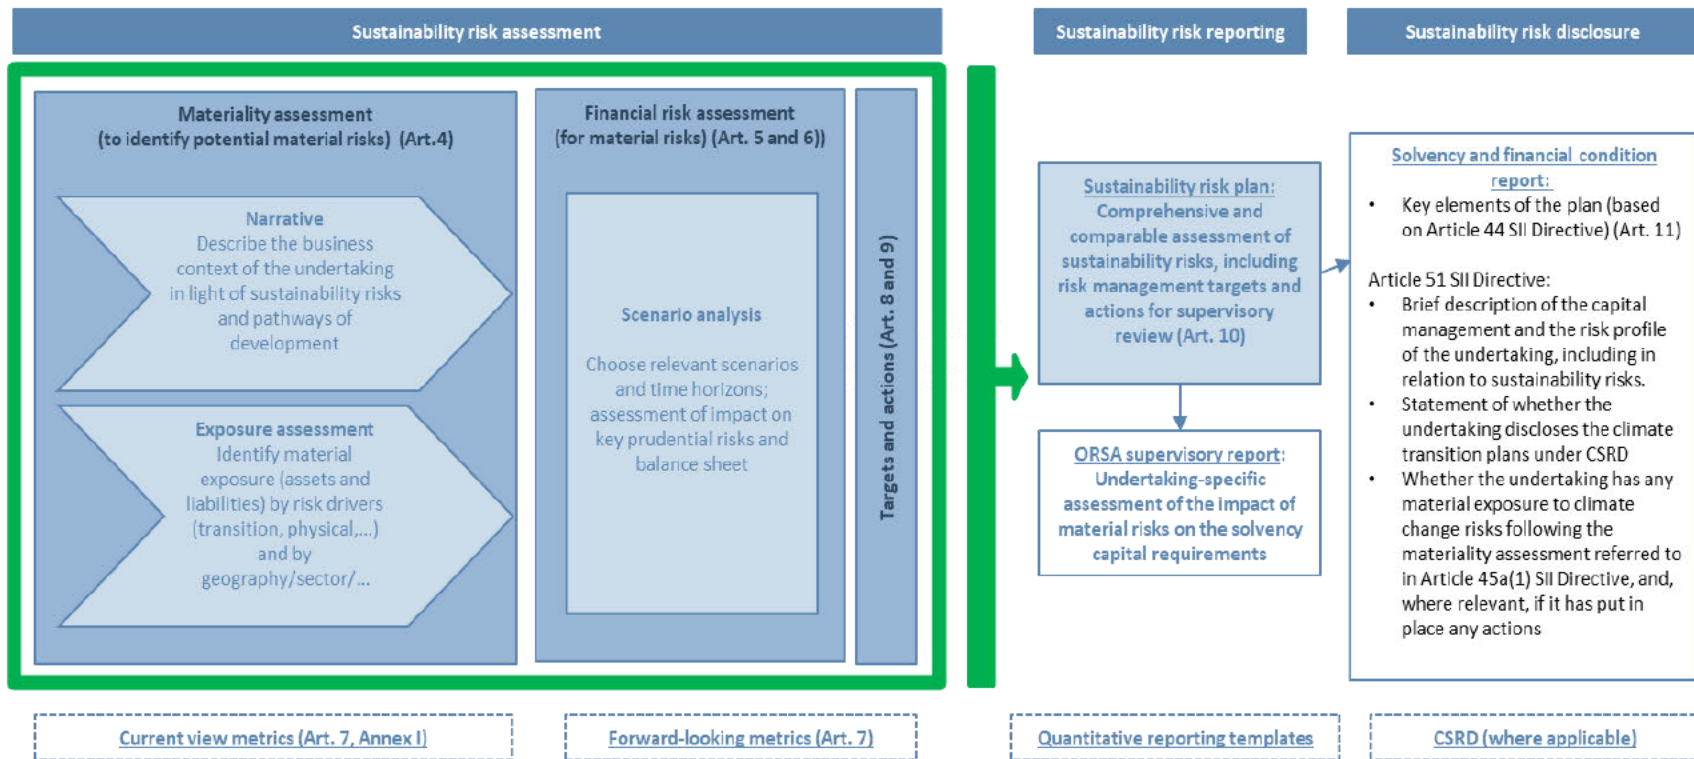 Sustainability risk assessment
Materiality assessment
(to identify potential material risks) (Art.4)
Narrative
Describe the business
context of the undertaking
in light of sustainability risks
and pathways of
development
Exposure assessment
Identify material
exposure (assets and
liabilities) by risk drivers
(transition, physical,...)
and by
geography/sector/...
Financial risk assessment
(for material risks) (Art. 5 and 6))
Scenario analysis
Choose relevant scenarios
and time horizons;
assessment of impact on
key prudential risks and
balance sheet
Targets and actions (Art. 8 and 9)
Current view metrics (Art. 7, Annex I)
Forward-looking metrics (Art. 7)
Sustainability risk reporting
Sustainability risk plan:
Comprehensive and
comparable assessment of
sustainability risks, including
risk management targets and
actions for supervisory
review (Art. 10)
ORSA supervisory report:
Undertaking-specific
assessment of the impact of
material risks on the solvency
capital requirements
Quantitative reporting templates
Sustainability risk disclosure
Solvency and financial condition
report:
• Key elements of the plan (based
on Article 44 SII Directive) (Art. 11)
Article 51 SII Directive:
• Brief description of the capital
management and the risk profile
of the undertaking, including in
relation to sustainability risks.
• Statement of whether the
undertaking discloses the climate
transition plans under CSRD
• Whether the undertaking has any
material exposure to climate
change risks following the
materiality assessment referred to
in Article 45a(1) SII Directive, and,
where relevant, if it has put in
place any actions
CSRD (where applicable)